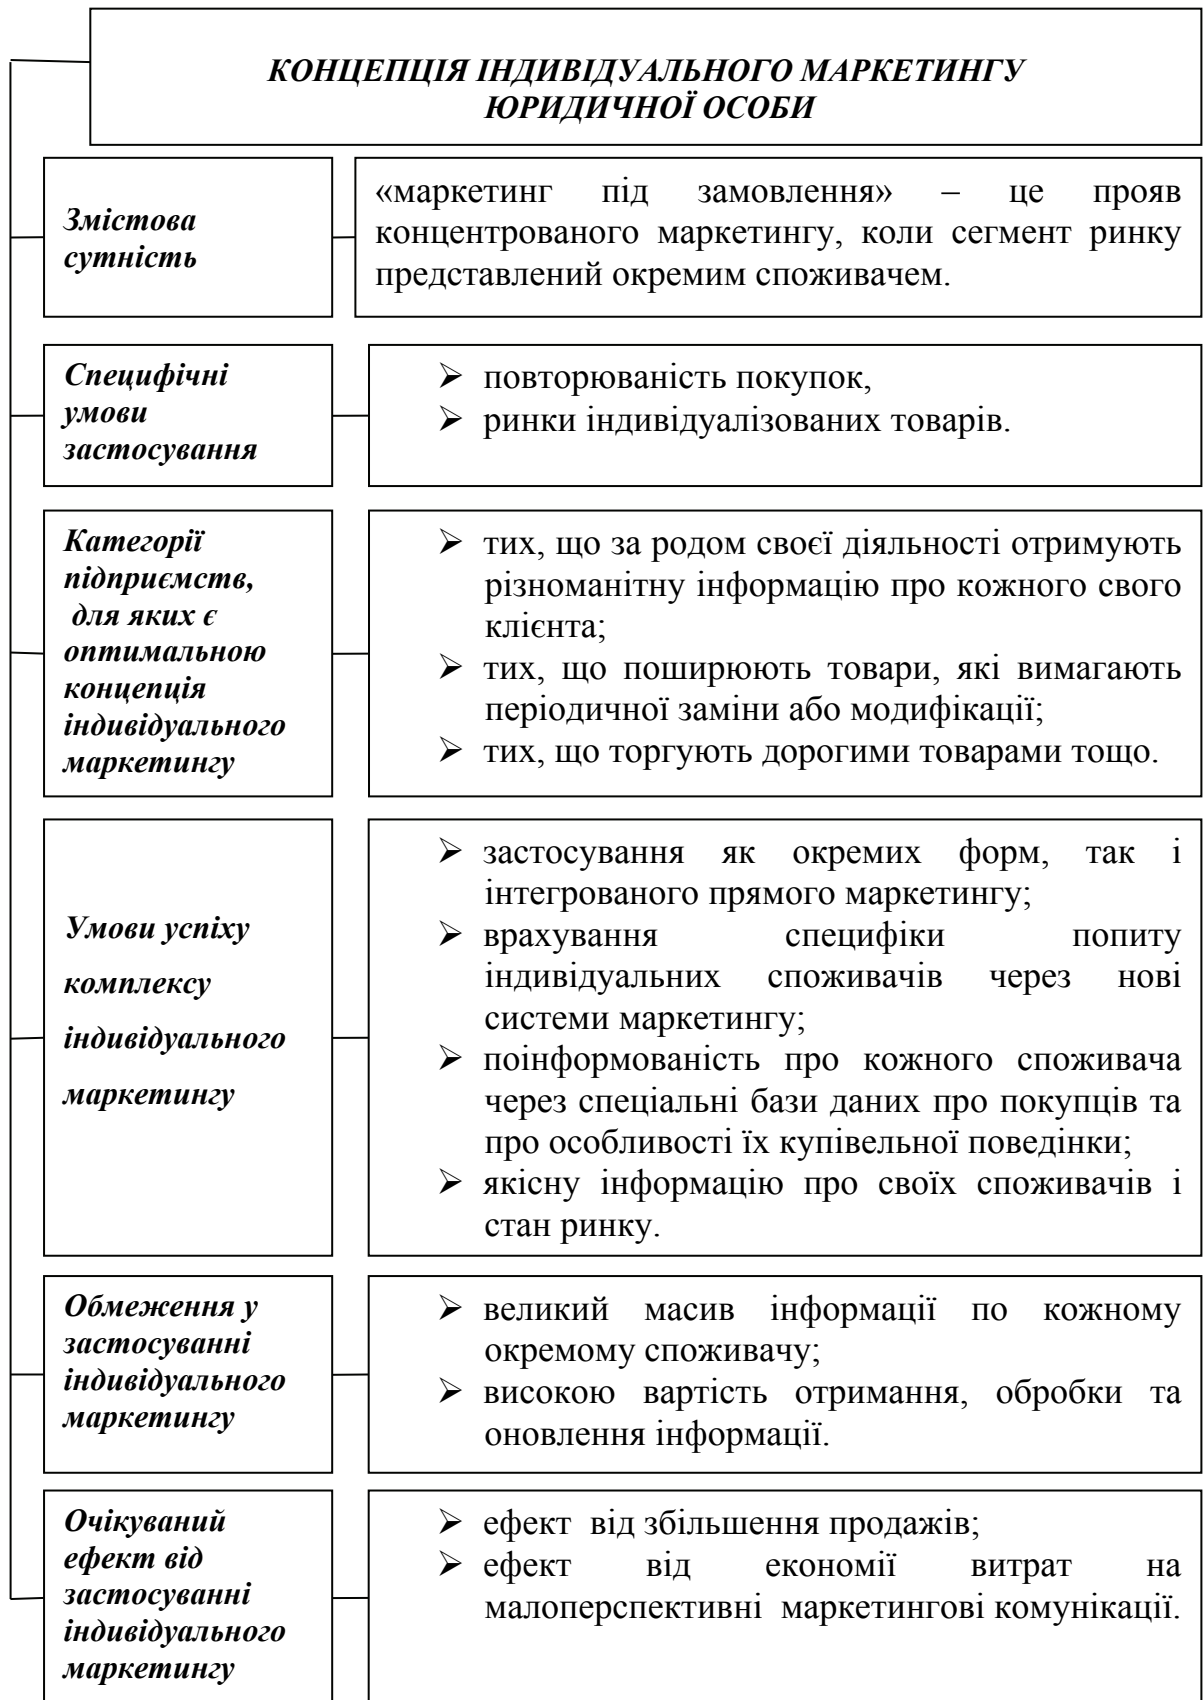 КОНЦЕПЦІЯ ІНДИВІДУАЛЬНОГО МАРКЕТИНГУ
ЮРИДИЧНОЇ ОСОБИ
Змістова
сутність
«маркетинг під замовлення» – це прояв
концентрованого маркетингу, коли сегмент ринку
представлений окремим споживачем.
Специфічні
умови
застосування
➢ повторюваність покупок,
➢ ринки індивідуалізованих товарів.
Категорії
підприємств,
для яких є
оптимальною
концепція
індивідуального
маркетингу
➢ тих, що за родом своєї діяльності отримують
різноманітну інформацію про кожного свого
клієнта;
➢ тих, що поширюють товари, які вимагають
періодичної заміни або модифікації;
➢ тих, що торгують дорогими товарами тощо.
Умови успіху
комплексу
індивідуального
маркетингу
➢ застосування як окремих форм, так і
інтегрованого прямого маркетингу;
➢ врахування специфіки попиту
індивідуальних споживачів через нові
системи маркетингу;
➢ поінформованість про кожного споживача
через спеціальні бази даних про покупців та
про особливості їх купівельної поведінки;
➢ якісну інформацію про своїх споживачів і
стан ринку.
Обмеження у
застосуванні
індивідуального
маркетингу
➢ великий масив інформації по кожному
окремому споживачу;
➢ високою вартість отримання, обробки та
оновлення інформації.
Очікуваний
ефект від
застосуванні
індивідуального
маркетингу
➢ ефект від збільшення продажів;
➢ ефект від економії витрат на
малоперспективні маркетингові комунікації.